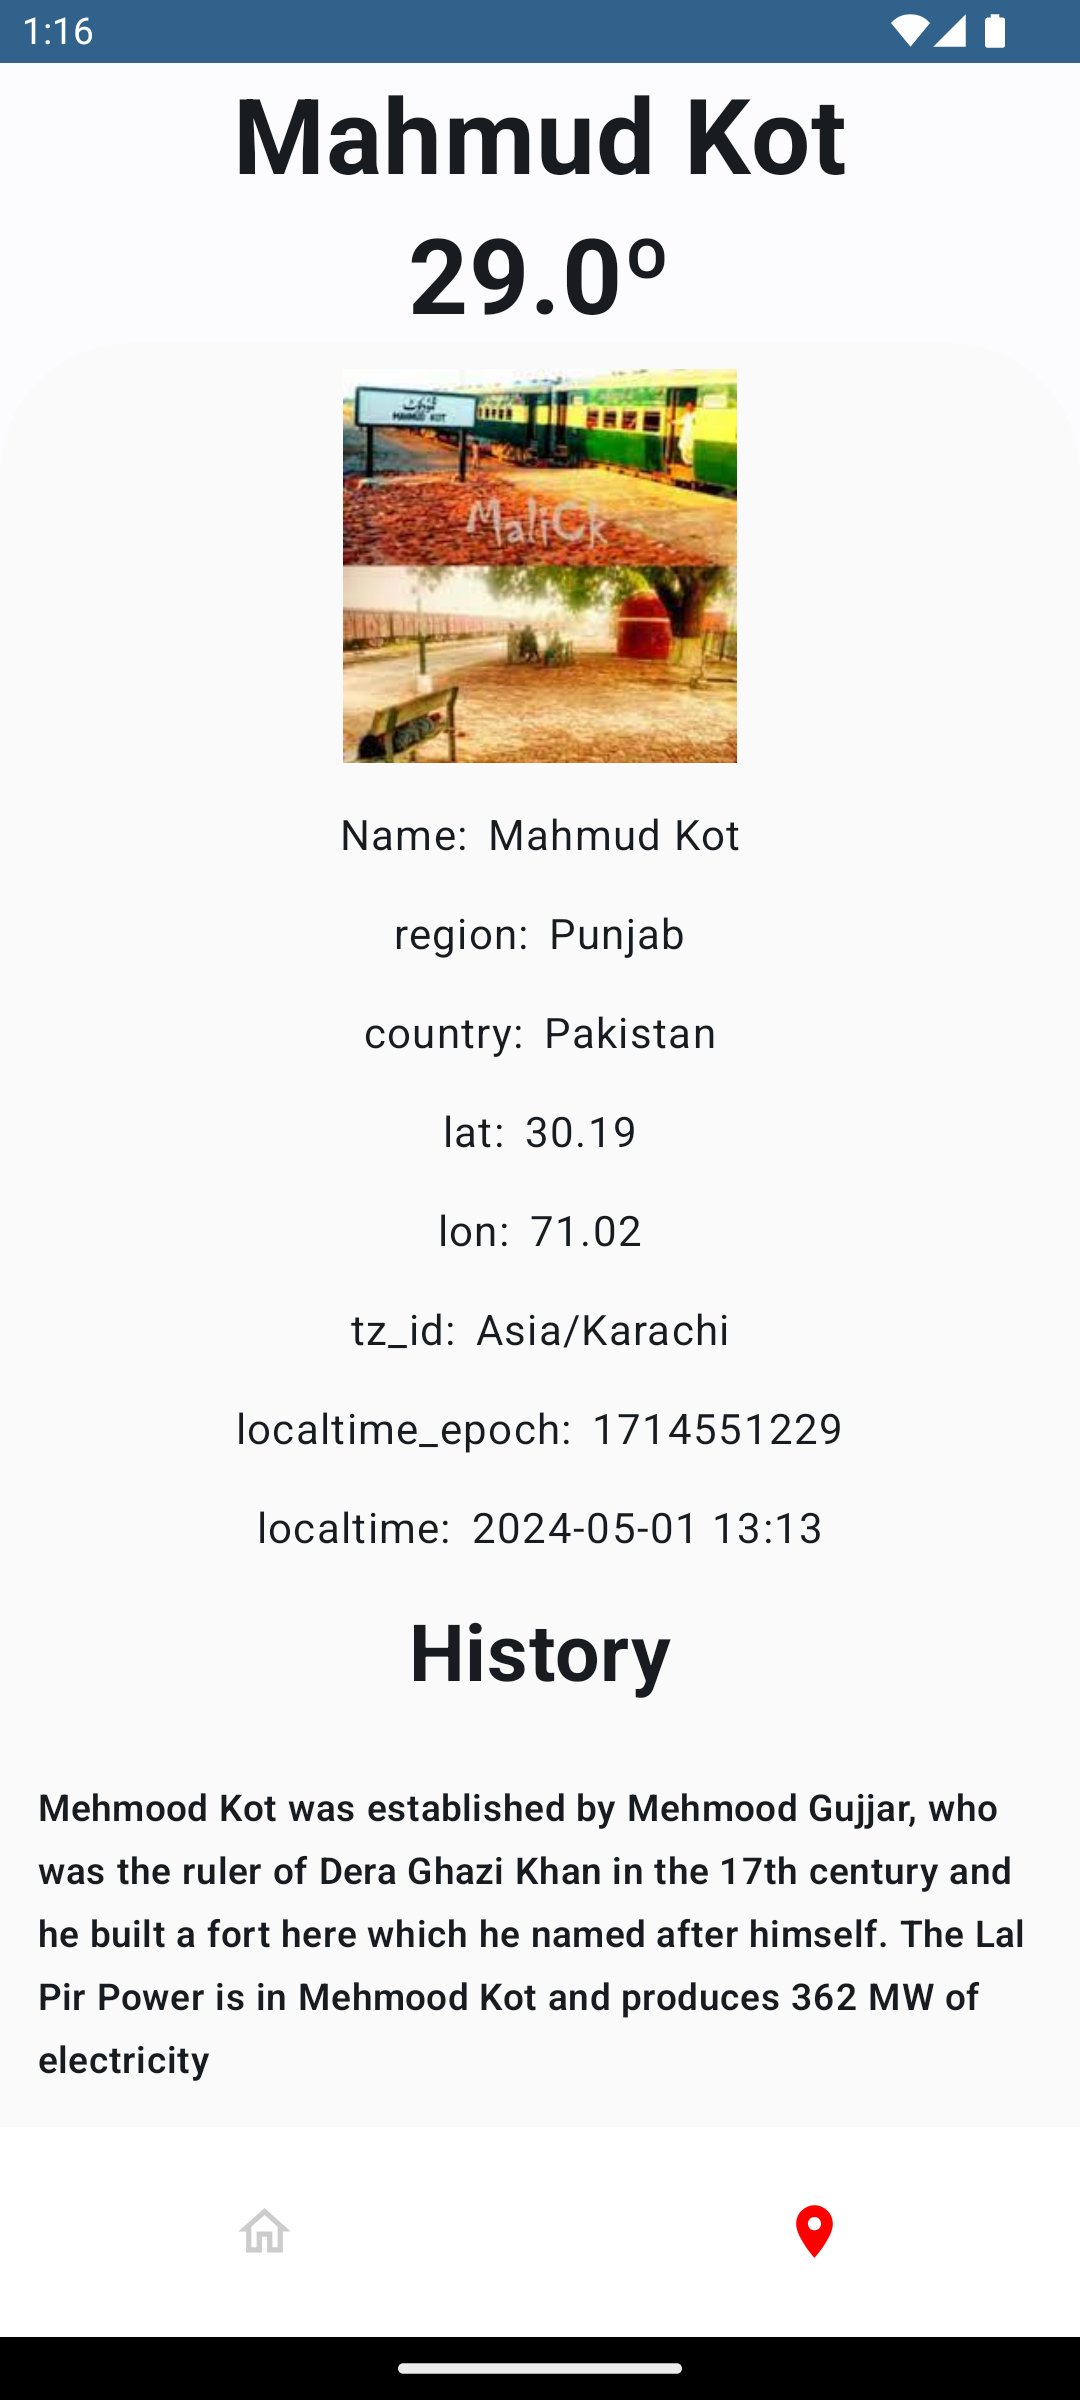 1:16
Mahmud Kot
29.0º
MAHMUD KOT
MaliCk
Name: Mahmud Kot
region: Punjab
country: Pakistan
lat: 30.19
lon: 71.02
tz_id: Asia/Karachi
localtime_epoch: 1714551229
localtime: 2024-05-01 13:13
History
Mehmood Kot was established by Mehmood Gujjar, who
was the ruler of Dera Ghazi Khan in the 17th century and
he built a fort here which he named after himself. The Lal
Pir Power is in Mehmood Kot and produces 362 MW of
electricity